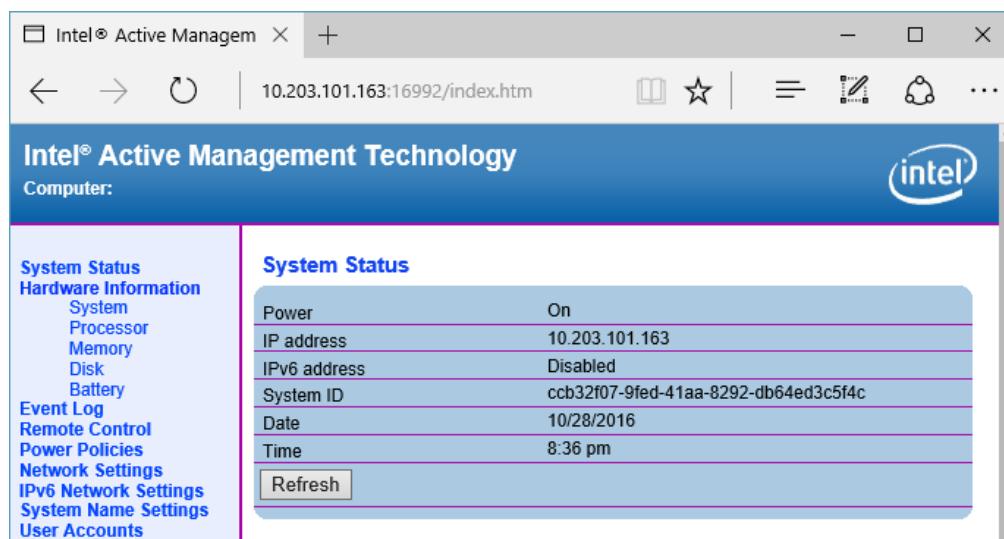 Intel® Active Managem
10.203.101.163:16992/index.htm
Intel® Active Management Technology
Computer:
intel
System Status
Hardware Information
System
Processor
Memory
Disk
Battery
Event Log
Remote Control
Power Policies
Network Settings
IPv6 Network Settings
System Name Settings
User Accounts
System Status
Power On
IP address 10.203.101.163
IPv6 address Disabled
System ID ccb32f07-9fed-41aa-8292-db64ed3c5f4c
Date 10/28/2016
Time 8:36 pm
Refresh